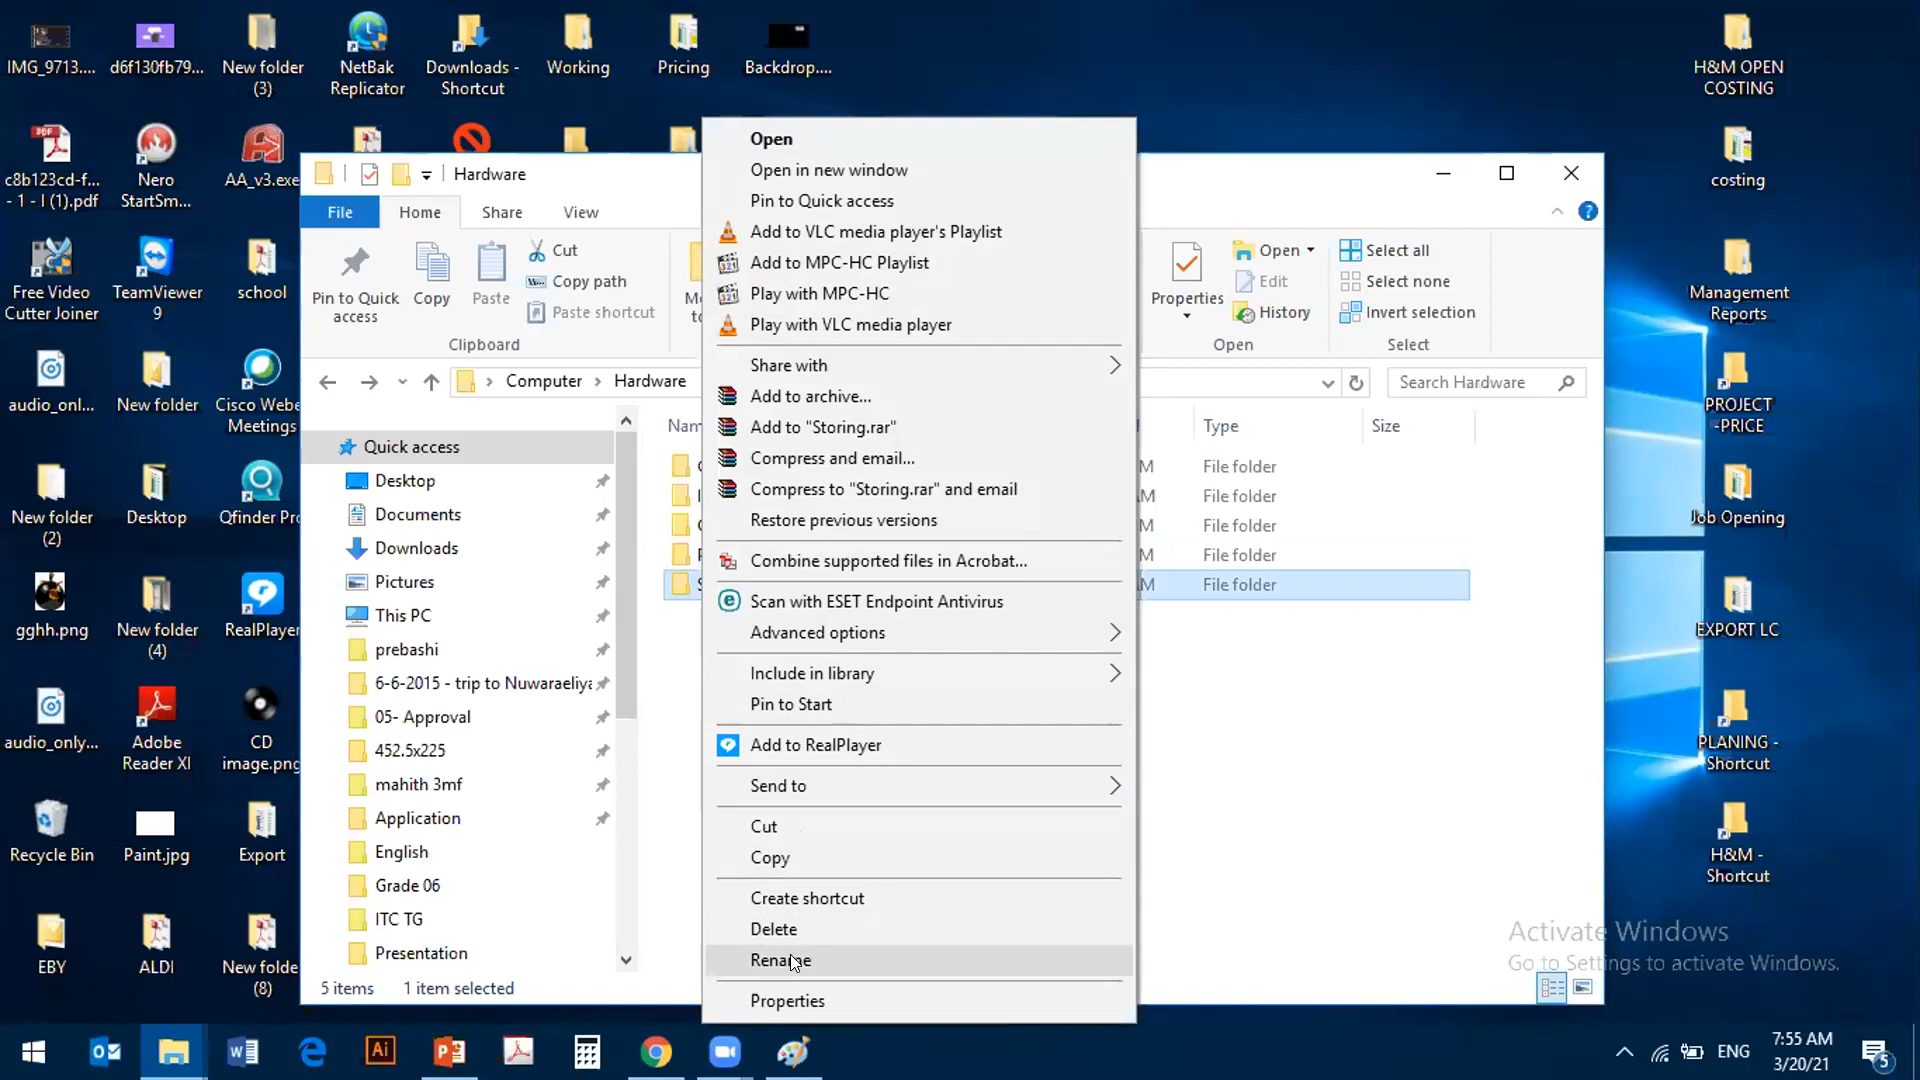 IMG_9713....
d6f130fb79...
New folder
(3)
NetBak
Replicator
Downloads -
Shortcut
Working
Pricing
Backdrop....
H&M OPEN
COSTING
c8b123cd-f...
- 1 - I (1).pdf
Nero
StartSm...
AA_v3.exe
costing
Free Video
Cutter Joiner
TeamViewer
9
school
Management
Reports
audio_onl...
New folder
Cisco Webe
Meetings
PROJECT
-PRICE
New folder
(2)
Desktop
Qfinder Pro
Job Opening
gghh.png
New folder
(4)
RealPlayer
EXPORT LC
audio_only...
Adobe
Reader XI
CD
image.png
PLANING -
Shortcut
Recycle Bin
Paint.jpg
Export
H&M -
Shortcut
EBY
ALDI
New folde
(8)
Hardware
File
Home
Share
View
Pin to Quick
access
Copy
Paste
Cut
Copy path
Paste shortcut
Clipboard
Properties
Open
Edit
History
Open
Select all
Select none
Invert selection
Select
Computer
Hardware
Search Hardware
Quick access
Desktop
Documents
Downloads
Pictures
This PC
prebashi
6-6-2015 - trip to Nuwaraeliya
05- Approval
452.5x225
mahith 3mf
Application
English
Grade 06
ITC TG
Presentation
Type
Size
File folder
File folder
File folder
File folder
File folder
5 items
1 item selected
Open
Open in new window
Pin to Quick access
Add to VLC media player's Playlist
Add to MPC-HC Playlist
Play with MPC-HC
Play with VLC media player
Share with
Add to archive...
Add to "Storing.rar"
Compress and email...
Compress to "Storing.rar" and email
Restore previous versions
Combine supported files in Acrobat...
Scan with ESET Endpoint Antivirus
Advanced options
Include in library
Pin to Start
Add to RealPlayer
Send to
Cut
Copy
Create shortcut
Delete
Rename
Properties
Activate Windows
Go to Settings to activate Windows.
ENG
7:55 AM
3/20/21
5